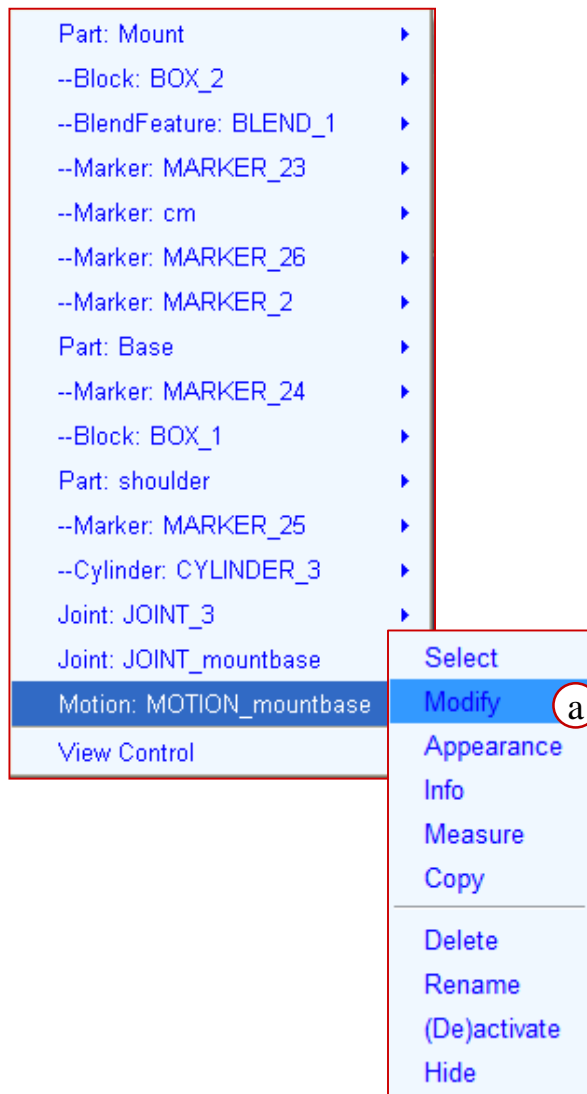 Part: Mount
--Block: BOX_2
--BlendFeature: BLEND_1
--Marker: MARKER_23
--Marker: cm
--Marker: MARKER_26
--Marker: MARKER_2
Part: Base
--Marker: MARKER_24
--Block: BOX_1
Part: shoulder
--Marker: MARKER_25
--Cylinder: CYLINDER_3
Joint: JOINT_3
Joint: JOINT_mountbase
Motion: MOTION_mountbase
View Control
Select
Modify a
Appearance
Info
Measure
Copy
Delete
Rename
(De)activate
Hide